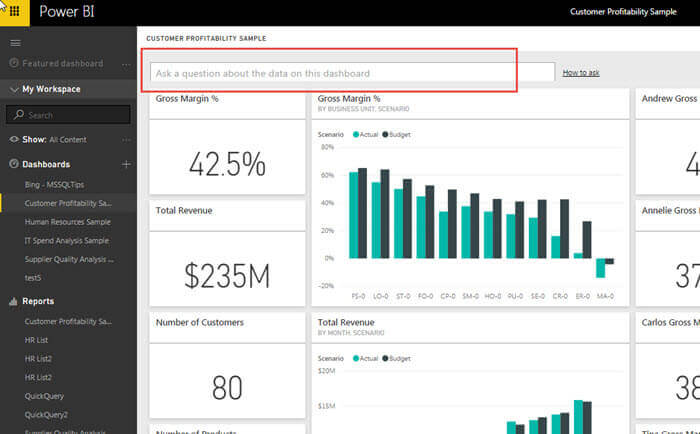 Power BI
Customer Profitability Sample
CUSTOMER PROFITABILITY SAMPLE
Featured dashboard ...
My Workspace
Search
Show: All Content ...
Dashboards +
Bing - MSSQLTips
Customer Profitability Sa...
Human Resources Sample
IT Spend Analysis Sample
Supplier Quality Analysis ...
test5
Reports
Customer Profitability Sa...
HR List
HR List2
HR List2
QuickQuery
QuickQuery2
Supplier Quality Analysis
Ask a question about the data on this dashboard
How to ask
Gross Margin %
42.5%
Total Revenue
$235M
Number of Customers
80
Number of Products
Gross Margin %
BY BUSINESS UNIT, SCENARIO
Scenario Actual Budget
80%
60%
40%
20%
0%
-20%
FS-0 LO-0 ST-0 FO-0 CP-0 SM-0 HO-0 PU-0 SE-0 CR-0 ER-0 MA-0
Total Revenue
BY MONTH, SCENARIO
Scenario Actual Budget
$20M
$15M
Andrew Gross
4
Annelie Gross
37
Carlos Gross M
38
Tina Gross Mar